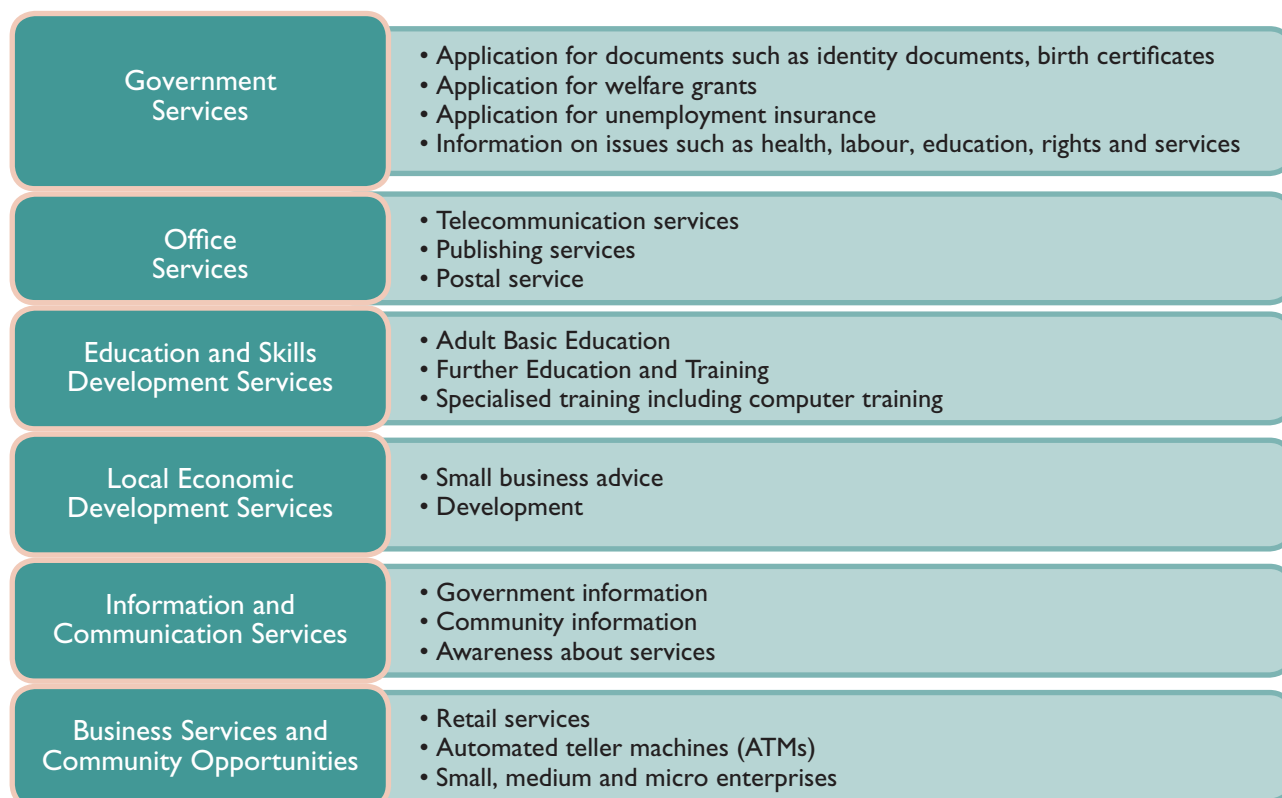 Government
Services
• Application for documents such as identity documents, birth certificates
• Application for welfare grants
• Application for unemployment insurance
• Information on issues such as health, labour, education, rights and services
Office
Services
• Telecommunication services
• Publishing services
• Postal service
Education and Skills
Development Services
• Adult Basic Education
• Further Education and Training
• Specialised training including computer training
Local Economic
Development Services
• Small business advice
• Development
Information and
Communication Services
• Government information
• Community information
• Awareness about services
Business Services and
Community Opportunities
• Retail services
• Automated teller machines (ATMs)
• Small, medium and micro enterprises